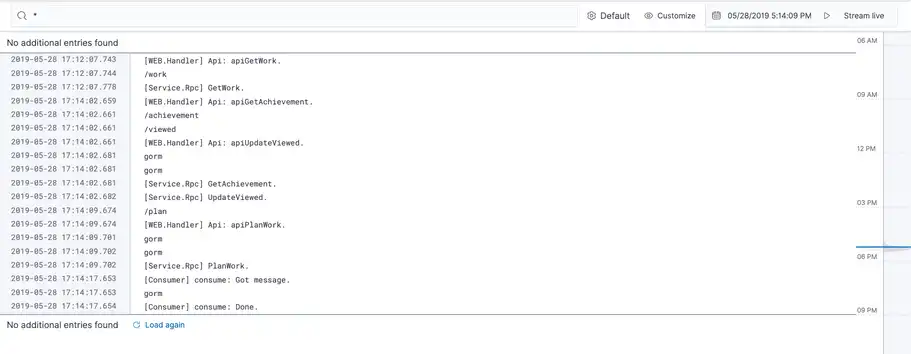 * Default Customize 05/28/2019 5:14:09 PM Stream live
No additional entries found
06 AM
2019-05-28 17:12:07.743 [WEB.Handler] Api: apiGetWork.
2019-05-28 17:12:07.744 /work
2019-05-28 17:12:07.778 [Service.Rpc] GetWork.
09 AM
2019-05-28 17:14:02.659 [WEB.Handler] Api: apiGetAchievement.
2019-05-28 17:14:02.661 /achievement
2019-05-28 17:14:02.661 /viewed
2019-05-28 17:14:02.661 [WEB.Handler] Api: apiUpdateViewed.
12 PM
2019-05-28 17:14:02.681 gorm
2019-05-28 17:14:02.681 gorm
2019-05-28 17:14:02.681 [Service.Rpc] GetAchievement.
2019-05-28 17:14:02.682 [Service.Rpc] UpdateViewed.
03 PM
2019-05-28 17:14:09.674 /plan
2019-05-28 17:14:09.674 [WEB.Handler] Api: apiPlanWork.
2019-05-28 17:14:09.701 gorm
2019-05-28 17:14:09.702 gorm
06 PM
2019-05-28 17:14:09.702 [Service.Rpc] PlanWork.
2019-05-28 17:14:17.653 [Consumer] consume: Got message.
2019-05-28 17:14:17.653 gorm
2019-05-28 17:14:17.654 [Consumer] consume: Done.
09 PM
No additional entries found Load again